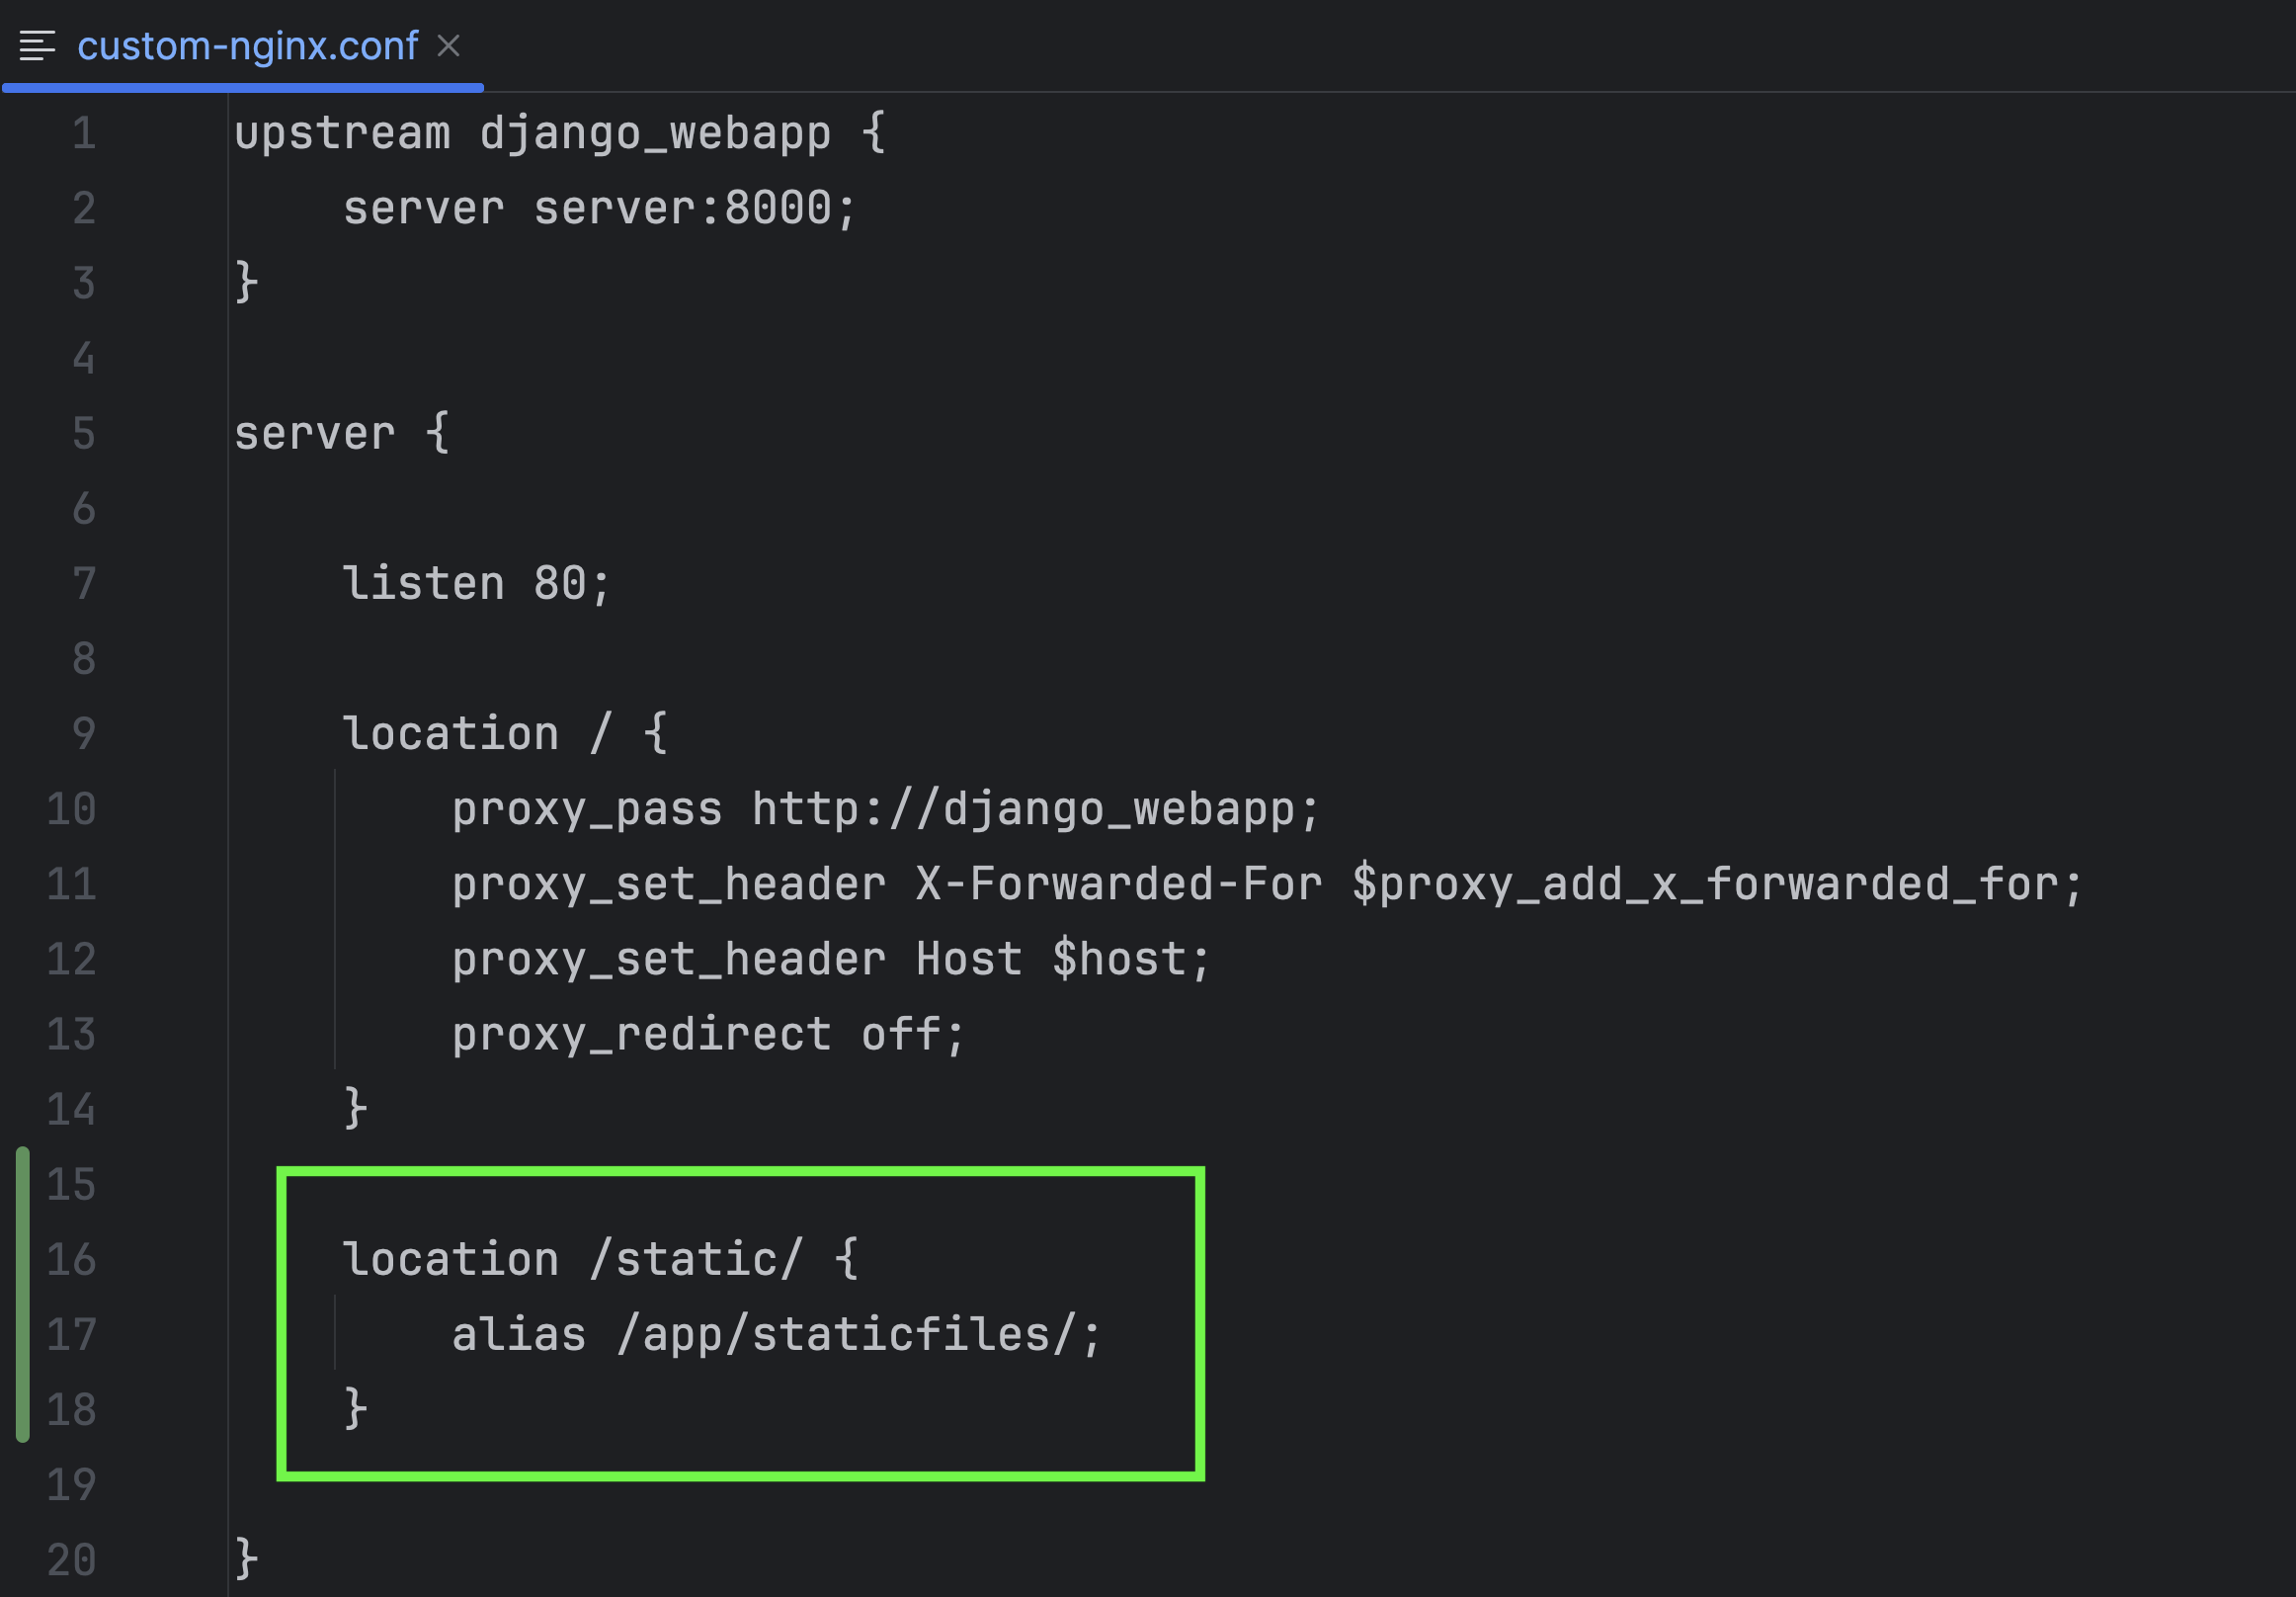 custom-nginx.conf
1 upstream django_webapp {
2     server server:8000;
3 }
4
5 server {
6
7     listen 80;
8
9     location / {
10         proxy_pass http://django_webapp;
11         proxy_set_header X-Forwarded-For $proxy_add_x_forwarded_for;
12         proxy_set_header Host $host;
13         proxy_redirect off;
14     }
15
16     location /static/ {
17         alias /app/staticfiles/;
18     }
19
20 }